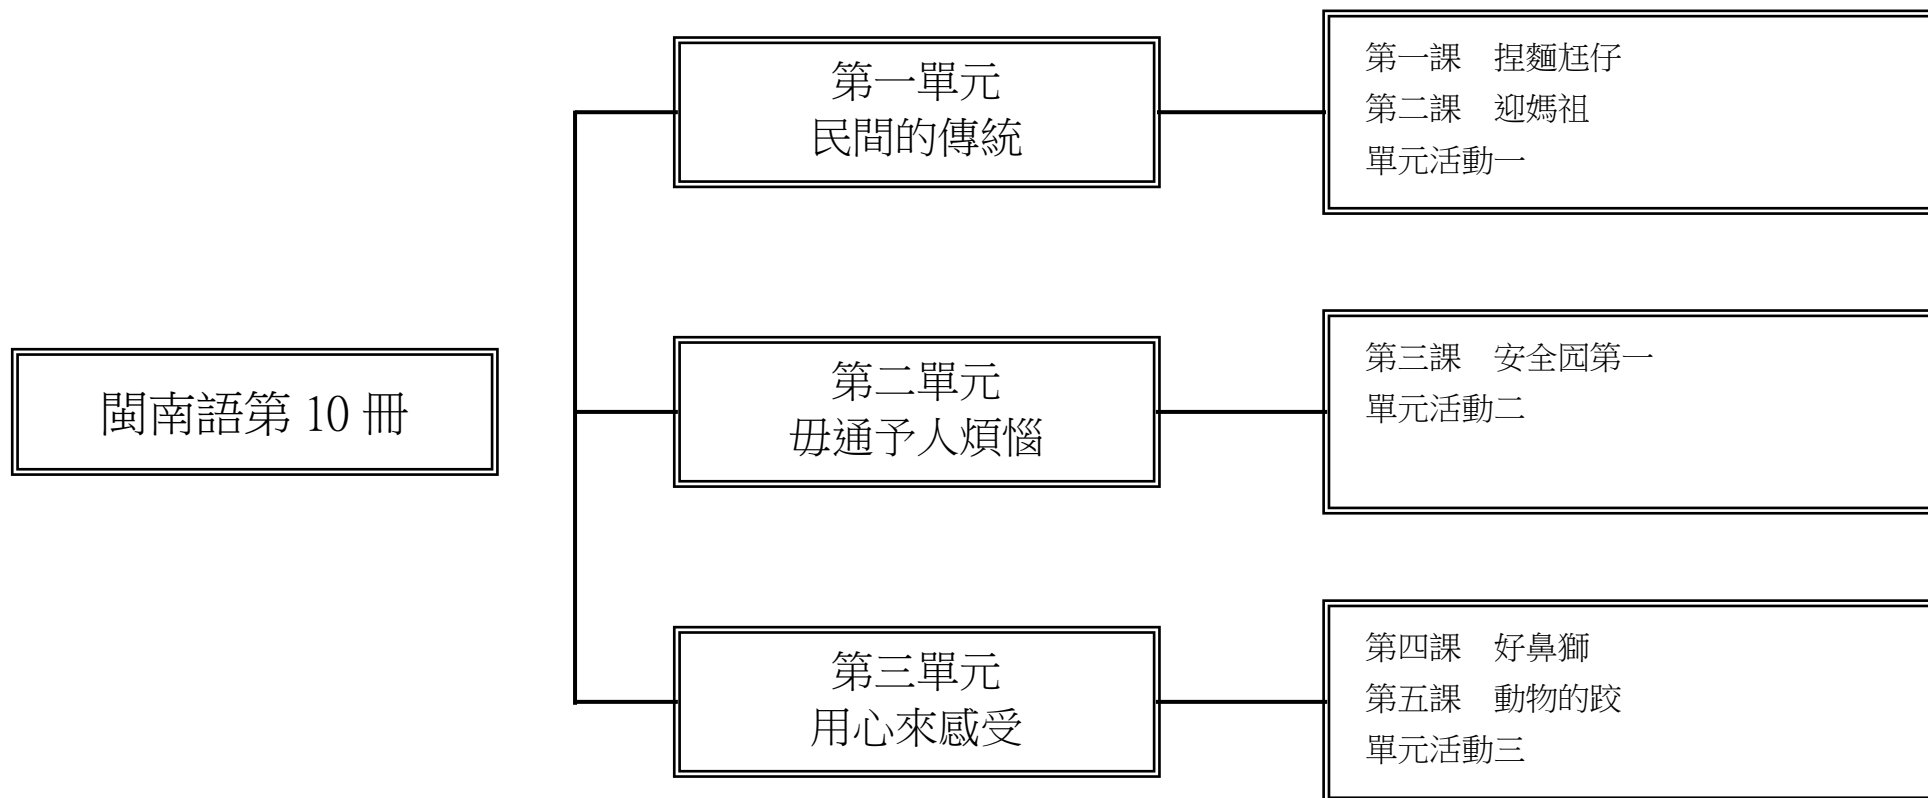 閩南語第 10 冊
第一單元
民間的傳統
第一課　捏麵尪仔
第二課　迎媽祖
單元活動一
第二單元
毋通予人煩惱
第三課　安全囥第一
單元活動二
第三單元
用心來感受
第四課　好鼻獅
第五課　動物的跤
單元活動三